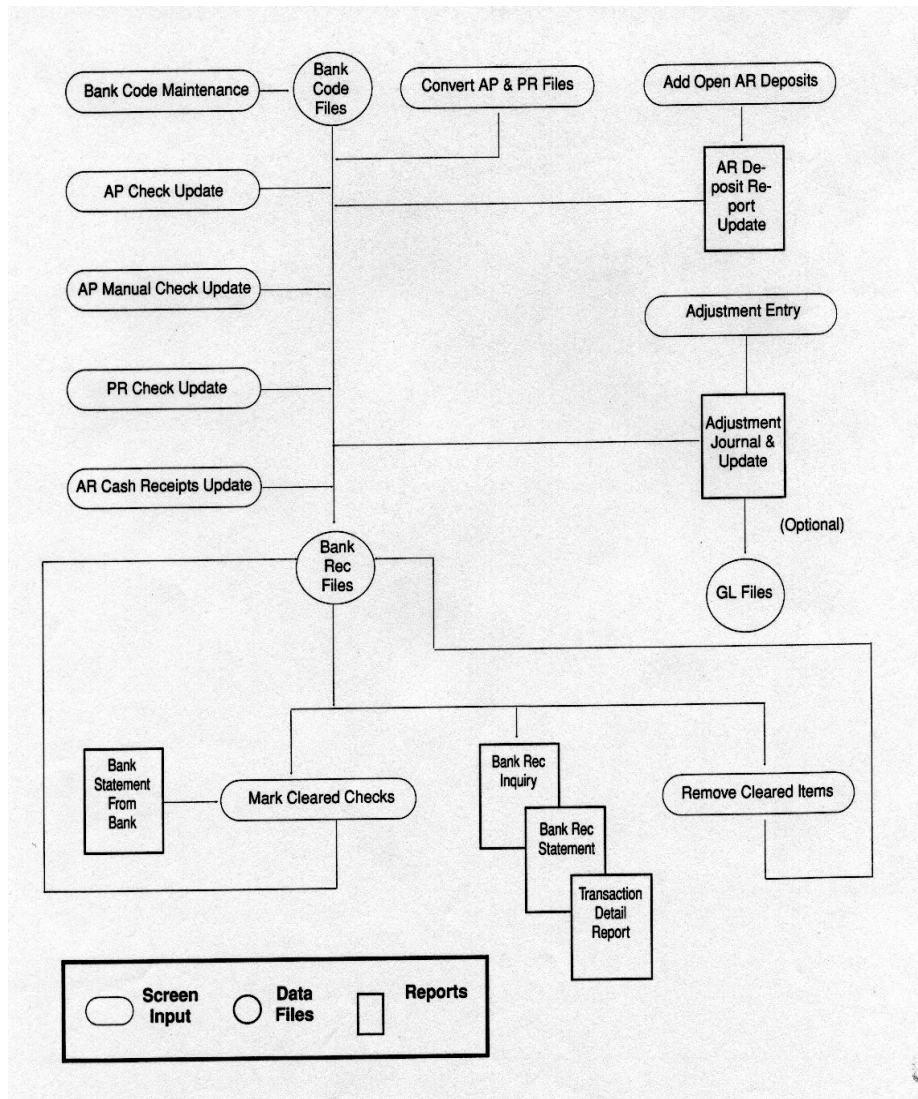 Bank
Code
Files
Bank Code Maintenance
Convert AP & PR Files
Add Open AR Deposits
AP Check Update
AR De-
posit Re-
port
Update
AP Manual Check Update
Adjustment Entry
PR Check Update
Adjustment
Journal &
Update
AR Cash Receipts Update
(Optional)
Bank
Rec
Files
GL Files
Bank
Statement
From
Bank
Mark Cleared Checks
Bank Rec
Inquiry
Bank Rec
Statement
Transaction
Detail
Report
Remove Cleared Items
Screen
Input
Data
Files
Reports